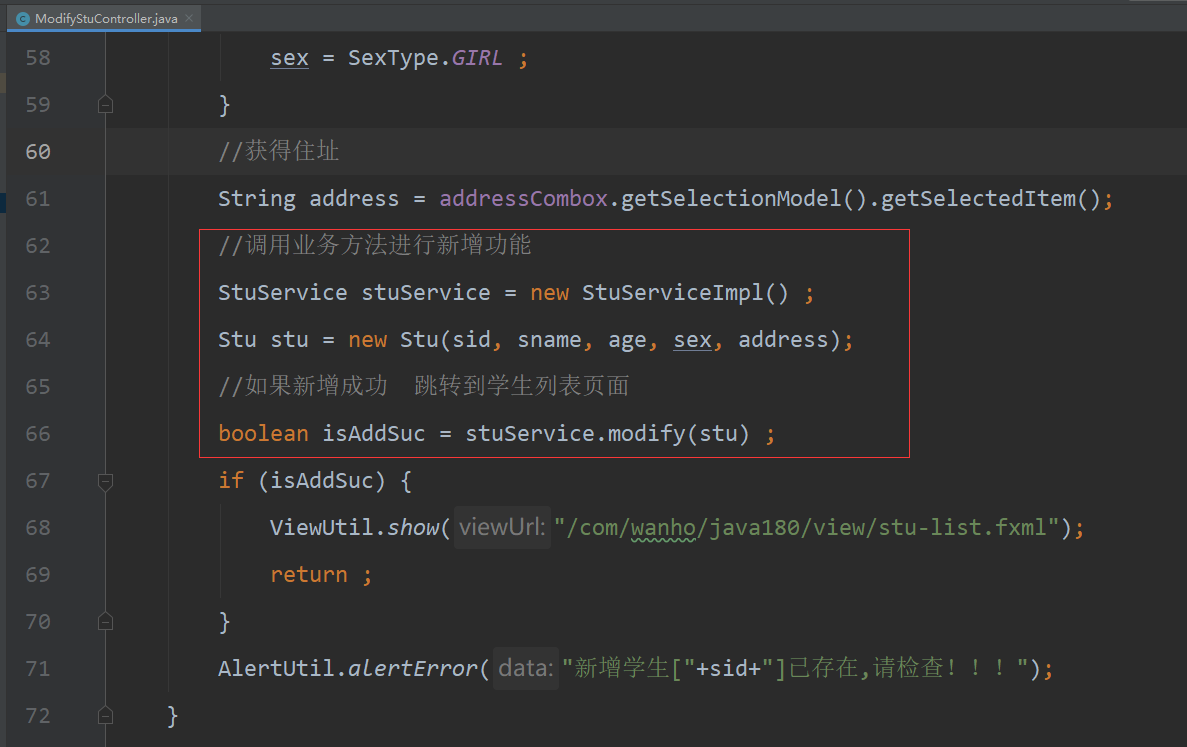 ModifyStuController.java
58 sex = SexType.GIRL ;
59 }
60 //获得住址
61 String address = addressCombox.getSelectionModel().getSelectedItem();
62 //调用业务方法进行新增功能
63 StuService stuService = new StuServiceImpl() ;
64 Stu stu = new Stu(sid, sname, age, sex, address);
65 //如果新增成功  跳转到学生列表页面
66 boolean isAddSuc = stuService.modify(stu) ;
67 if (isAddSuc) {
68 ViewUtil.show( viewUrl: "/com/wanho/java180/view/stu-list.fxml");
69 return ;
70 }
71 AlertUtil.alertError( data: "新增学生["+sid+"]已存在,请检查!!!");
72 }